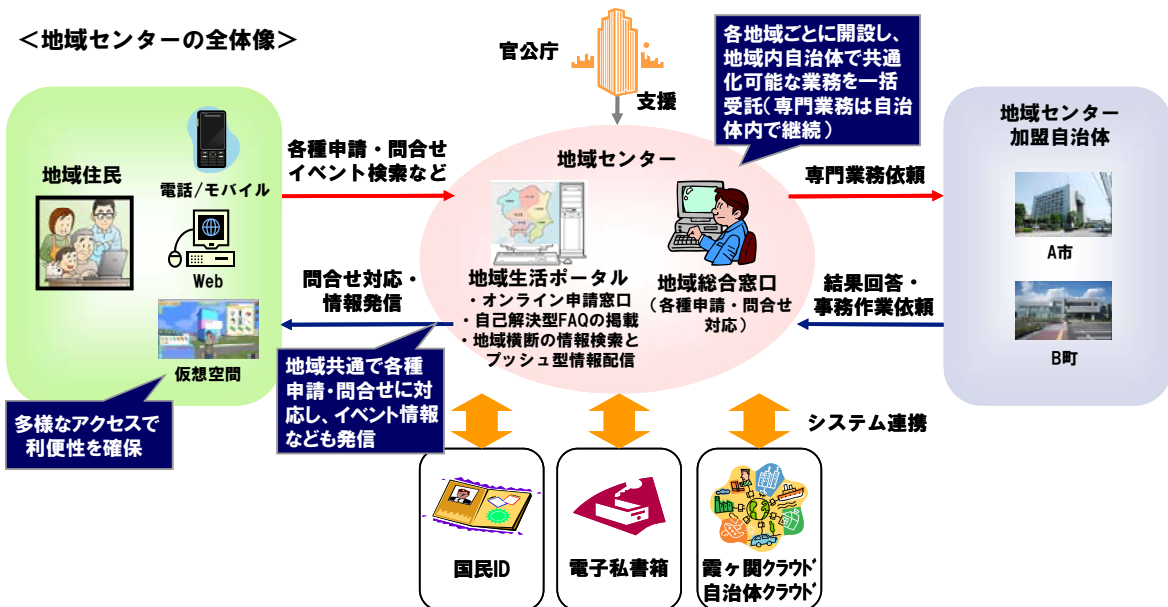 ＜地域センターの全体像＞
官公庁
支援
各地域ごとに開設し、
地域内自治体で共通
化可能な業務を一括
受託（専門業務は自治
体内で継続）
地域住民
電話/モバイル
Web
仮想空間
多様なアクセスで
利便性を確保
各種申請・問合せ
イベント検索など
問合せ対応・
情報発信
地域共通で各種
申請・問合せに対
応し、イベント情報
なども発信
地域センター
地域生活ポータル
・オンライン申請窓口
・自己解決型FAQの掲載
・地域横断の情報検索と
プッシュ型情報配信
地域総合窓口
（各種申請・問合せ
対応）
専門業務依頼
結果回答・
事務作業依頼
地域センター
加盟自治体
A市
B町
システム連携
国民ID
電子私書箱
霞ヶ関クラウド
自治体クラウド